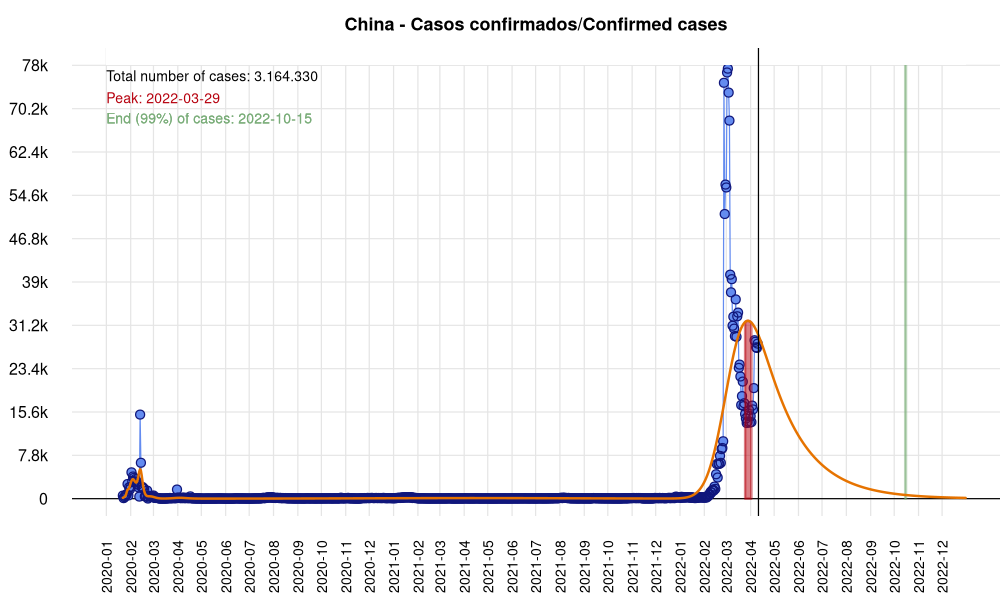 China - Casos confirmados/Confirmed cases
Total number of cases: 3.164.330
Peak: 2022-03-29
End (99%) of cases: 2022-10-15
78k
70.2k
62.4k
54.6k
46.8k
39k
31.2k
23.4k
15.6k
7.8k
0
2020-01
2020-02
2020-03
2020-04
2020-05
2020-06
2020-07
2020-08
2020-09
2020-10
2020-11
2020-12
2021-01
2021-02
2021-03
2021-04
2021-05
2021-06
2021-07
2021-08
2021-09
2021-10
2021-11
2021-12
2022-01
2022-02
2022-03
2022-04
2022-05
2022-06
2022-07
2022-08
2022-09
2022-10
2022-11
2022-12